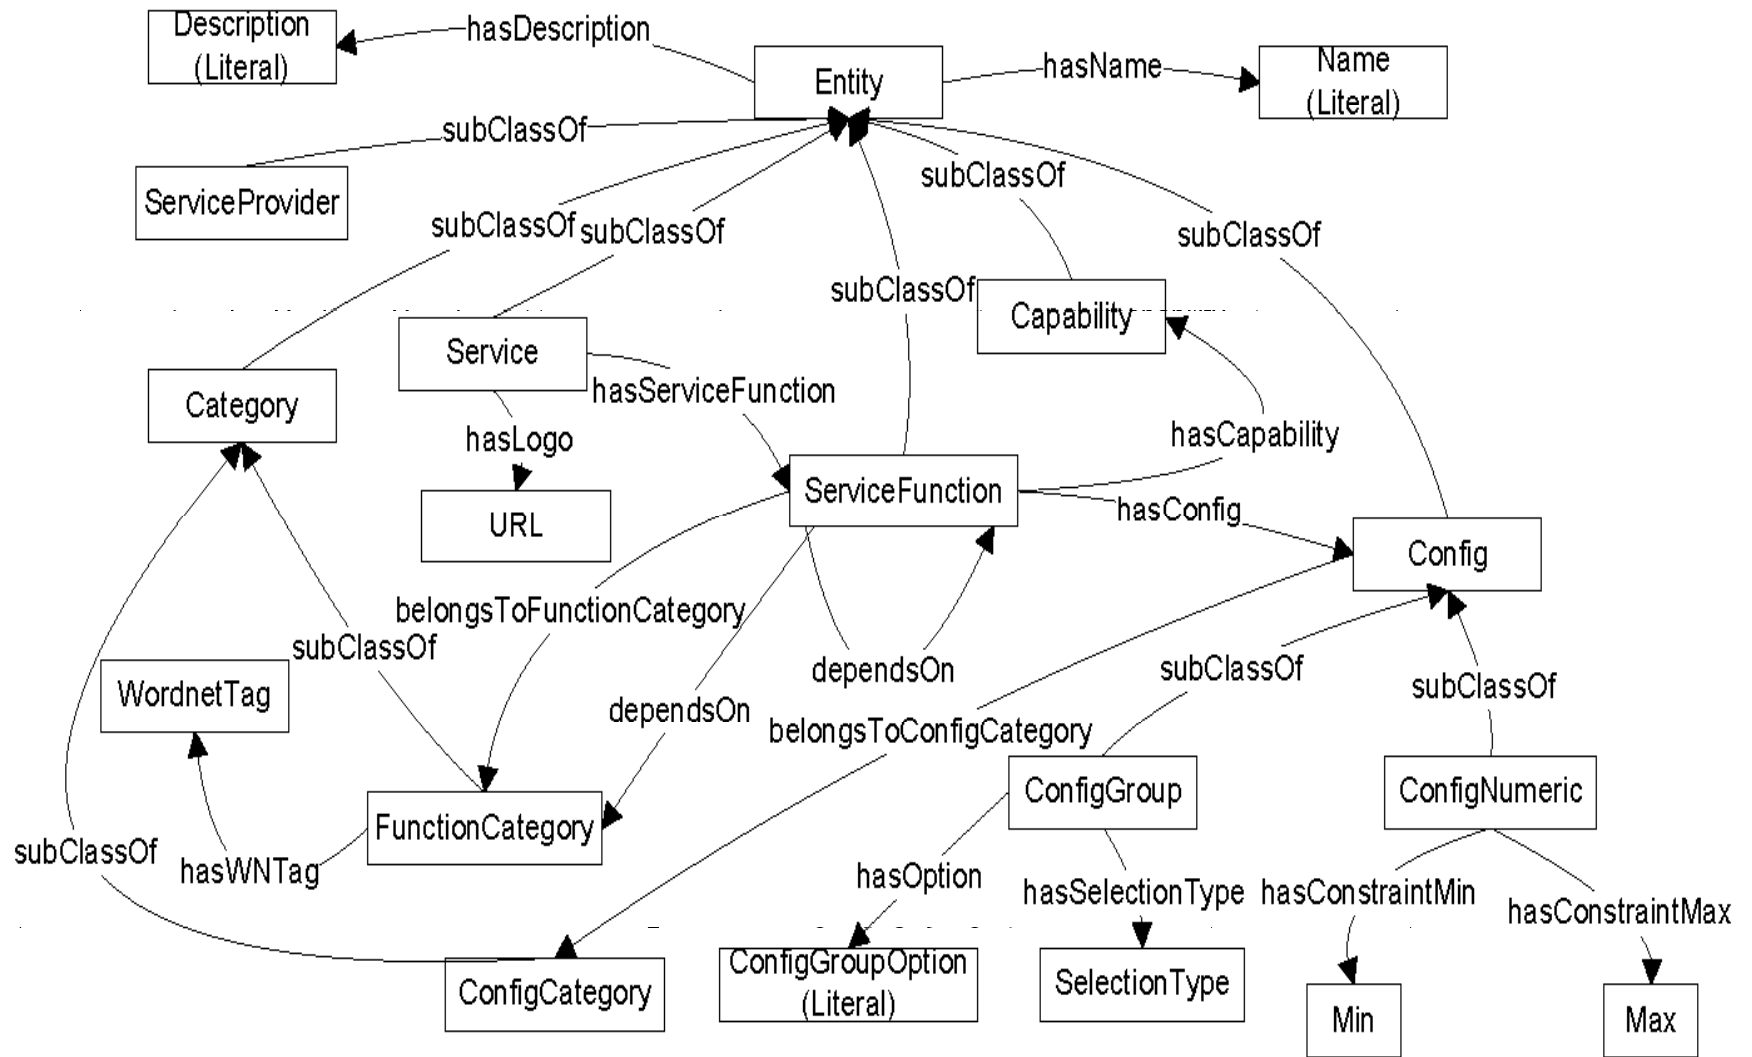 Description
(Literal)
hasDescription
Entity
hasName
Name
(Literal)
subClassOf
ServiceProvider
subClassOf
subClassOf
subClassOf
subClassOf
subClassOf
Capability
Service
Category
hasServiceFunction
hasLogo
hasCapability
URL
ServiceFunction
hasConfig
Config
belongsToFunctionCategory
subClassOf
WordnetTag
dependsOn
dependsOn
subClassOf
subClassOf
belongsToConfigCategory
ConfigGroup
ConfigNumeric
FunctionCategory
subClassOf
hasWNTag
hasOption
hasSelectionType
hasConstraintMin
hasConstraintMax
ConfigCategory
ConfigGroupOption
(Literal)
SelectionType
Min
Max